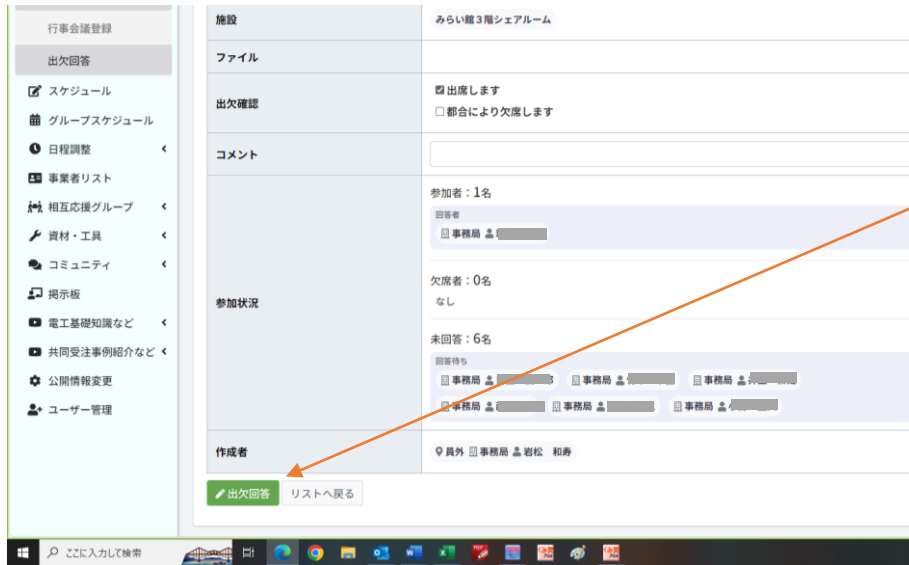 行事会議登録
出欠回答
スケジュール
グループスケジュール
日程調整
事業者リスト
相互応援グループ
資材・工具
コミュニティ
掲示板
電工基礎知識など
共同受注事例紹介など
公開情報変更
ユーザー管理
施設 みらい館3階シェアルーム
ファイル
出欠確認
出席します
都合により欠席します
コメント
参加状況
参加者：1名
回答者
事務局
欠席者：0名
なし
未回答：6名
回答待ち
事務局 事務局 事務局
事務局 事務局 事務局
作成者 員外 事務局 岩松 和寿
出欠回答 リストへ戻る
ここに入力して検索